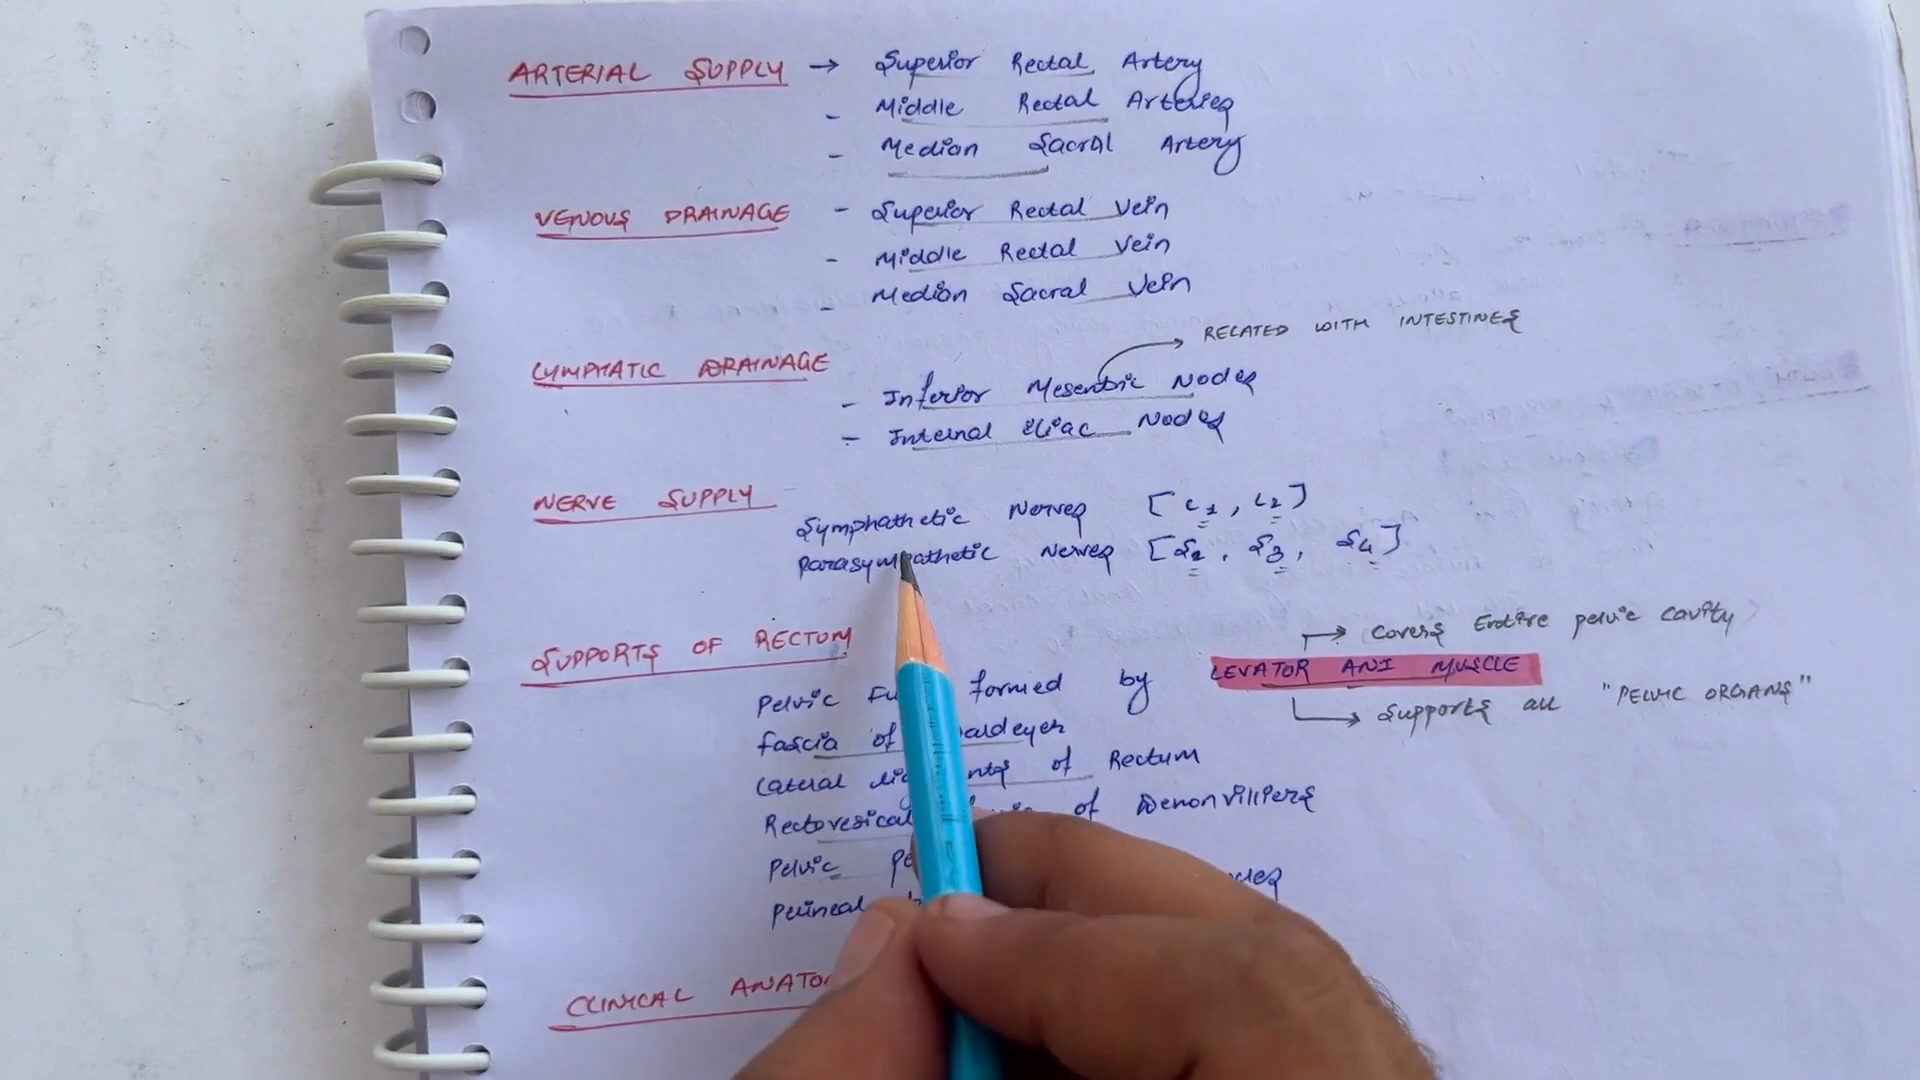 ARTERIAL SUPPLY → Superior Rectal Artery
- Middle Rectal Arteries
- Median Sacral Artery
VENOUS DRAINAGE - Superior Rectal Vein
- Middle Rectal Vein
- Median Sacral Vein
RELATED WITH INTESTINES
LYMPHATIC DRAINAGE
- Inferior Mesentric Nodes
- Internal iliac Nodes
NERVE SUPPLY -
Symphathetic Nerves [L1, L2]
Parasympathetic Nerves [S2, S3, S4]
SUPPORTS OF RECTUM
→ Covers Entire pelvic cavity
Pelvic formed by LEVATOR ANI MUSCLE
→ Supports all "PELVIC ORGANS"
fascia of
Lateral of Rectum
Rectovesical of Denonvilliers
Pelvic
Perineal
CLINICAL